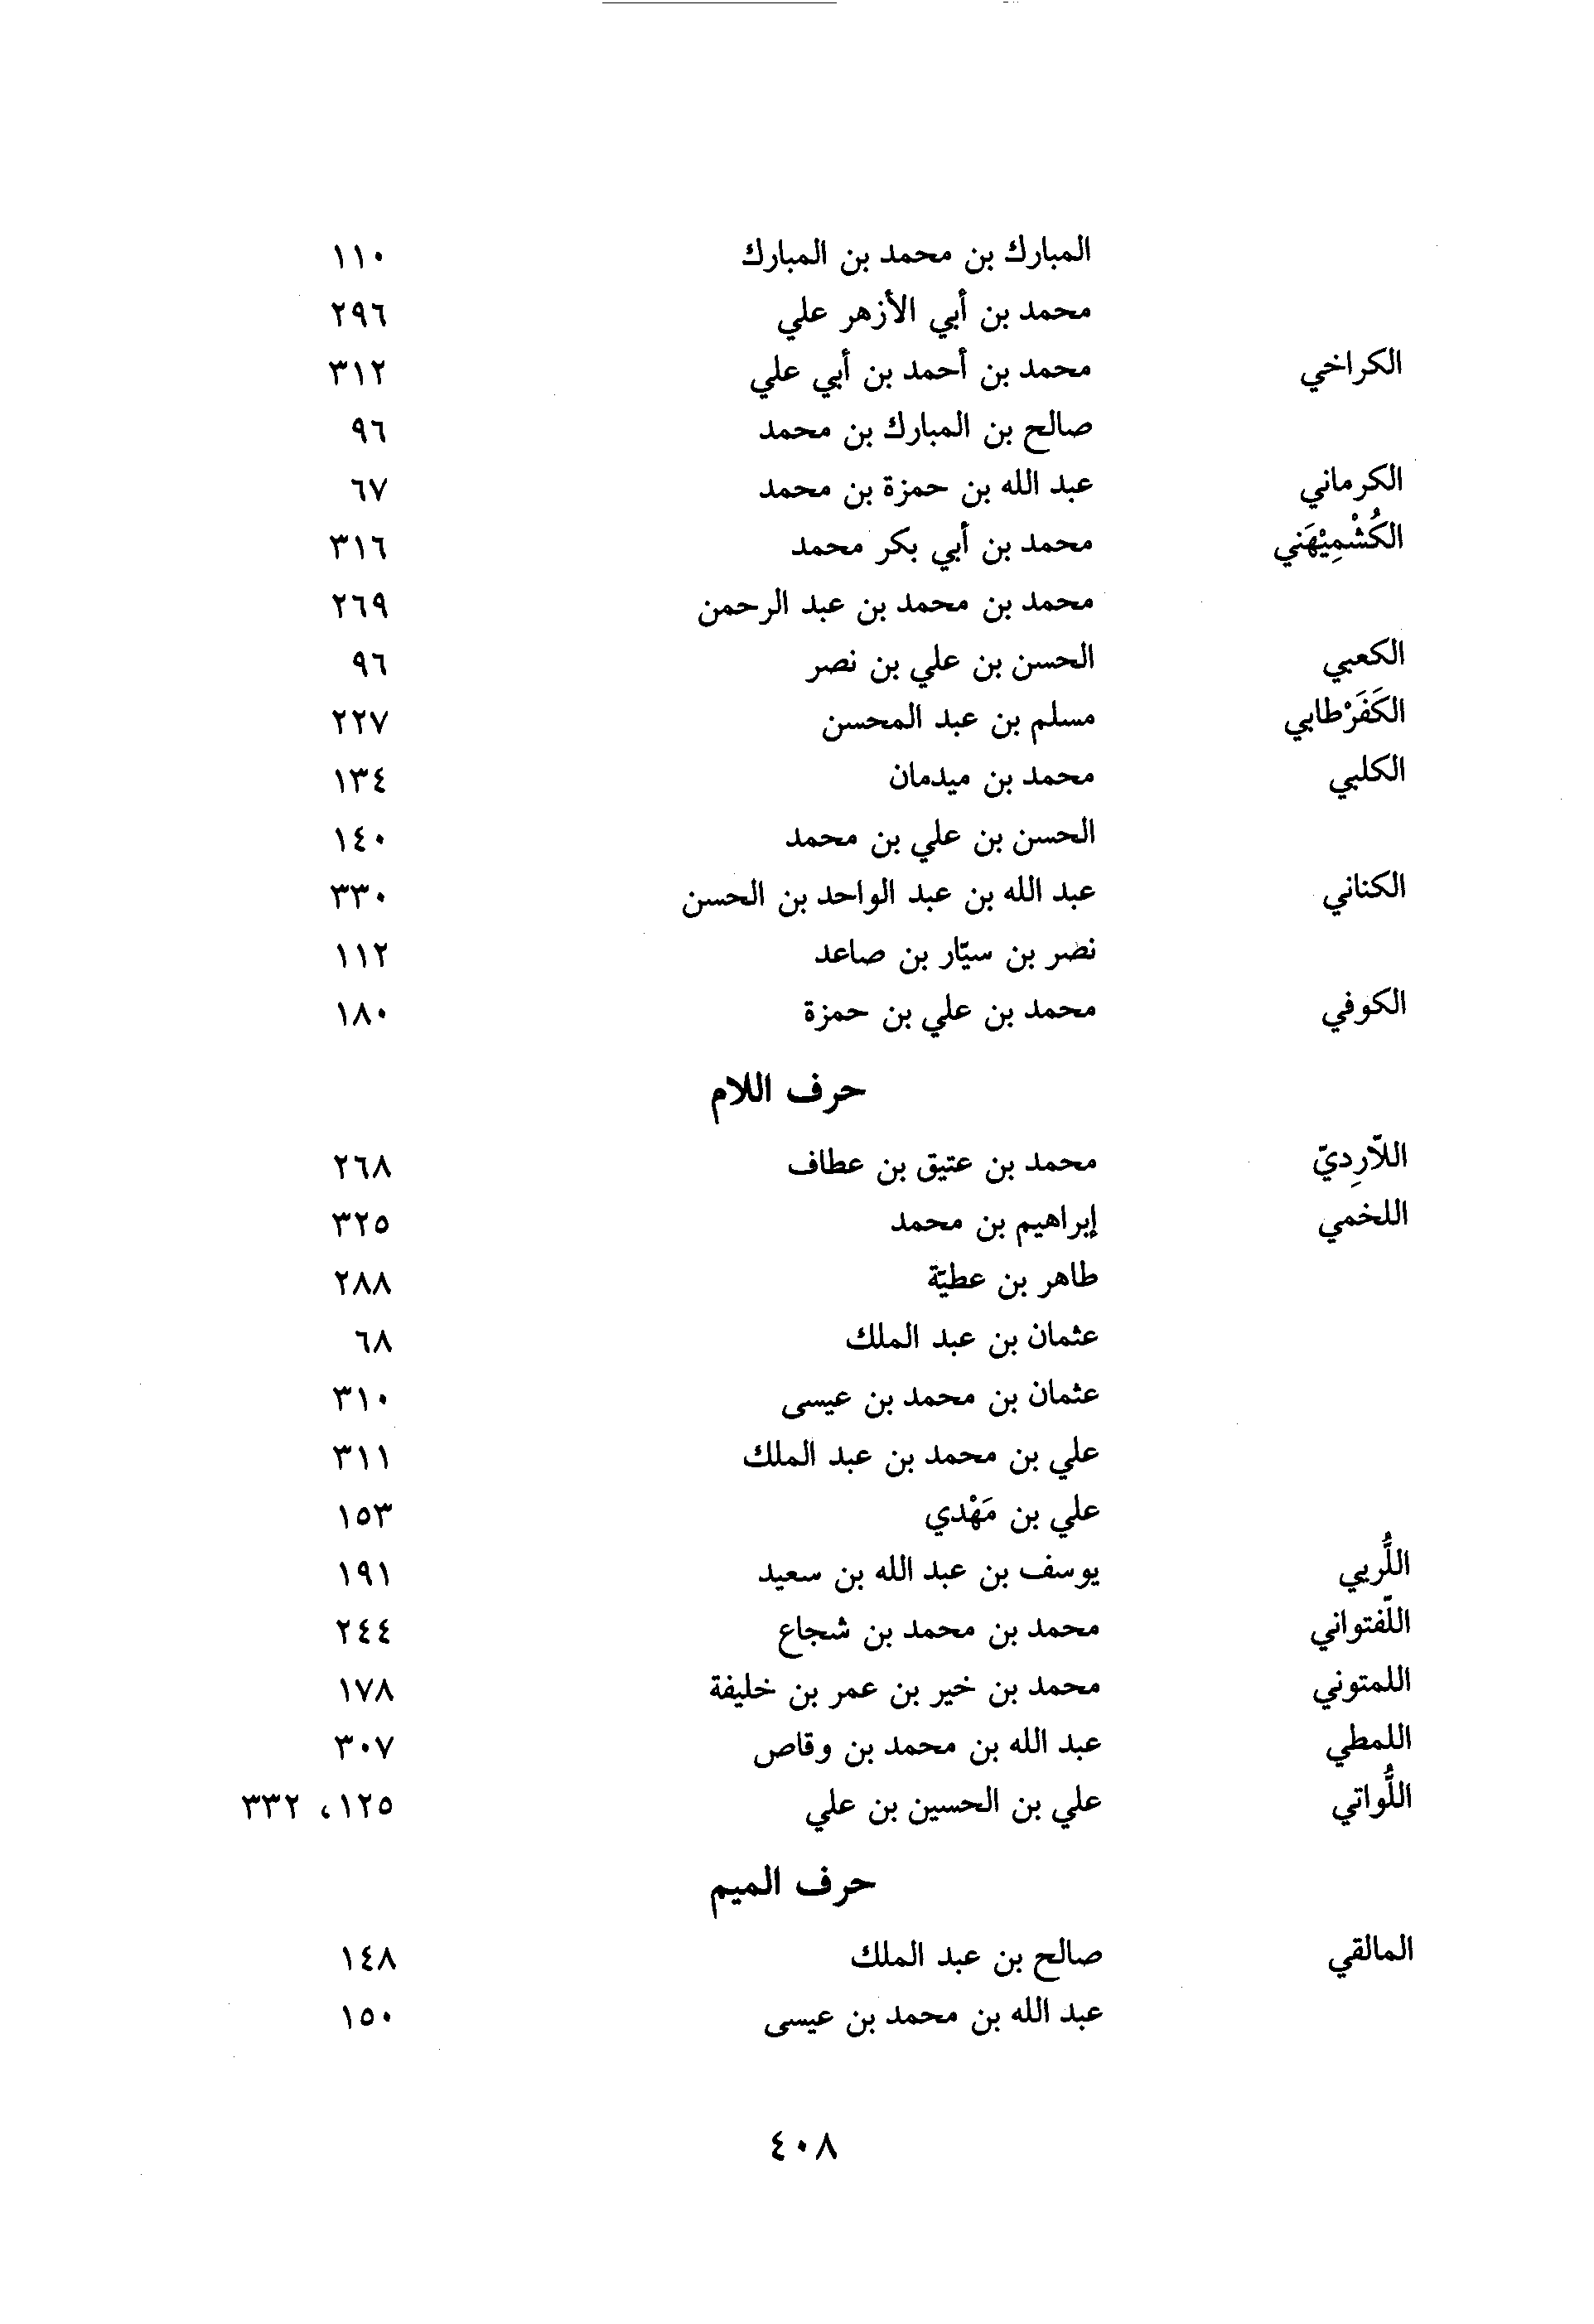 المبارك بن محمد بن المبارك ١١٠
محمد بن أبي الأزهر علي ٢٩٦
الكراخي محمد بن أحمد بن أبي علي ٣١٢
صالح بن المبارك بن محمد ٩٦
الكرماني عبد الله بن حمزة بن محمد ٦٧
الكُشْمِيْهَني محمد بن أبي بكر محمد ٣١٦
محمد بن محمد بن عبد الرحمن ٢٦٩
الكعبي الحسن بن علي بن نصر ٩٦
الكَفَرْطابي مسلم بن عبد المحسن ٢٢٧
الكلبي محمد بن ميدمان ١٣٤
الحسن بن علي بن محمد ١٤٠
الكناني عبد الله بن عبد الواحد بن الحسن ٣٣٠
نصر بن سيّار بن صاعد ١١٢
الكوفي محمد بن علي بن حمزة ١٨٠
حرف اللام
اللاّرِديّ محمد بن عتيق بن عطاف ٢٦٨
اللخمي إبراهيم بن محمد ٣٢٥
طاهر بن عطيّة ٢٨٨
عثمان بن عبد الملك ٦٨
عثمان بن محمد بن عيسى ٣١٠
علي بن محمد بن عبد الملك ٣١١
علي بن مَهْدي ١٥٣
اللُّريي يوسف بن عبد الله بن سعيد ١٩١
اللّفتواني محمد بن محمد بن شجاع ٢٤٤
اللمتوني محمد بن خير بن عمر بن خليفة ١٧٨
اللمطي عبد الله بن محمد بن وقاص ٣٠٧
اللُّواتي علي بن الحسين بن علي ١٢٥، ٣٣٢
حرف الميم
المالقي صالح بن عبد الملك ١٤٨
عبد الله بن محمد بن عيسى ١٥٠
٤٠٨